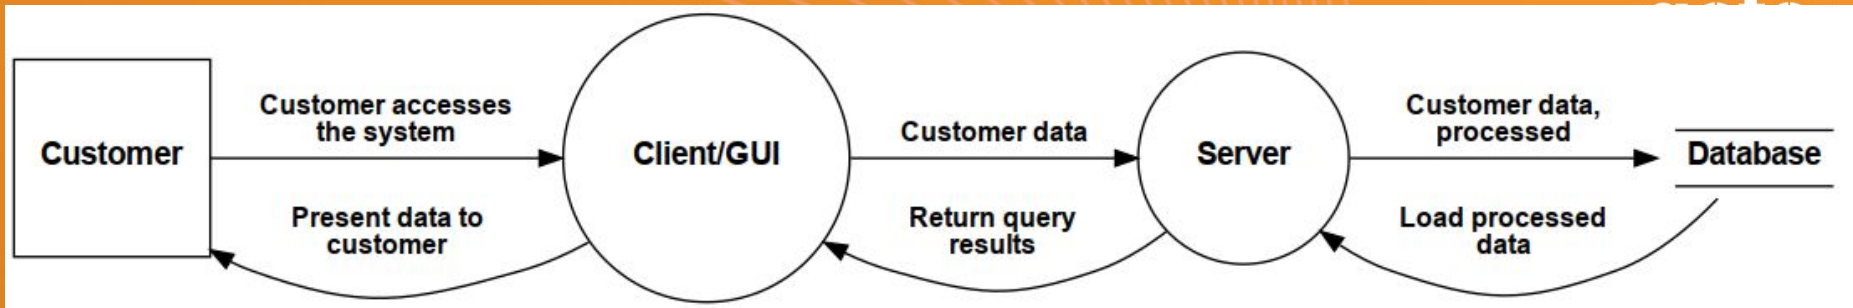 Customer
Customer accesses
the system
Present data to
customer
Client/GUI
Customer data
Return query
results
Server
Customer data,
processed
Load processed
data
Database